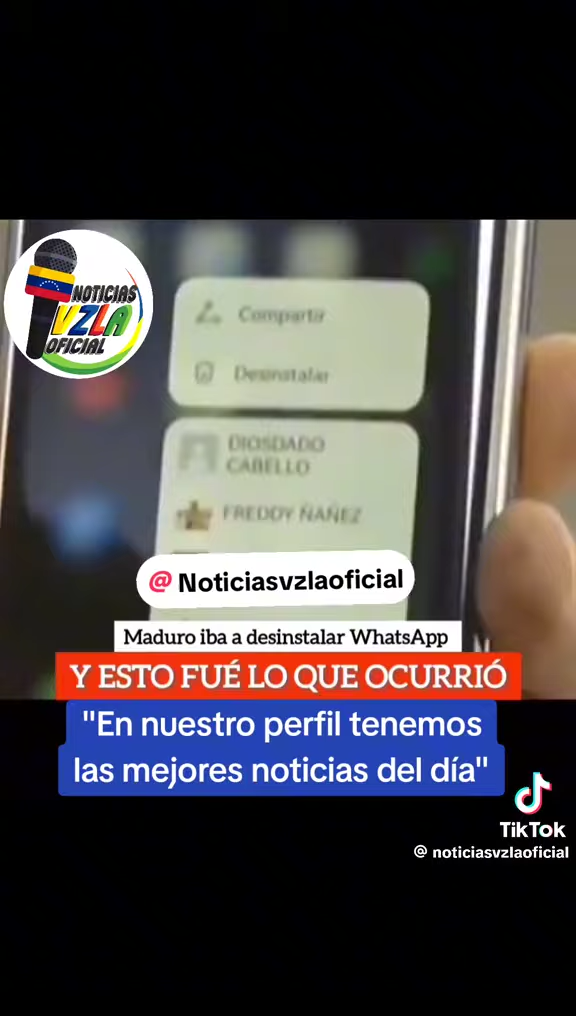 NOTICIAS
VZLA
OFICIAL
Compartir
Desinstalar
DIOSDADO
CABELLO
FREDDY ÑAÑEZ
@ Noticiasvzlaoficial
Maduro iba a desinstalar WhatsApp
Y ESTO FUÉ LO QUE OCURRIÓ
"En nuestro perfil tenemos
las mejores noticias del día"
TikTok
@ noticiasvzlaoficial